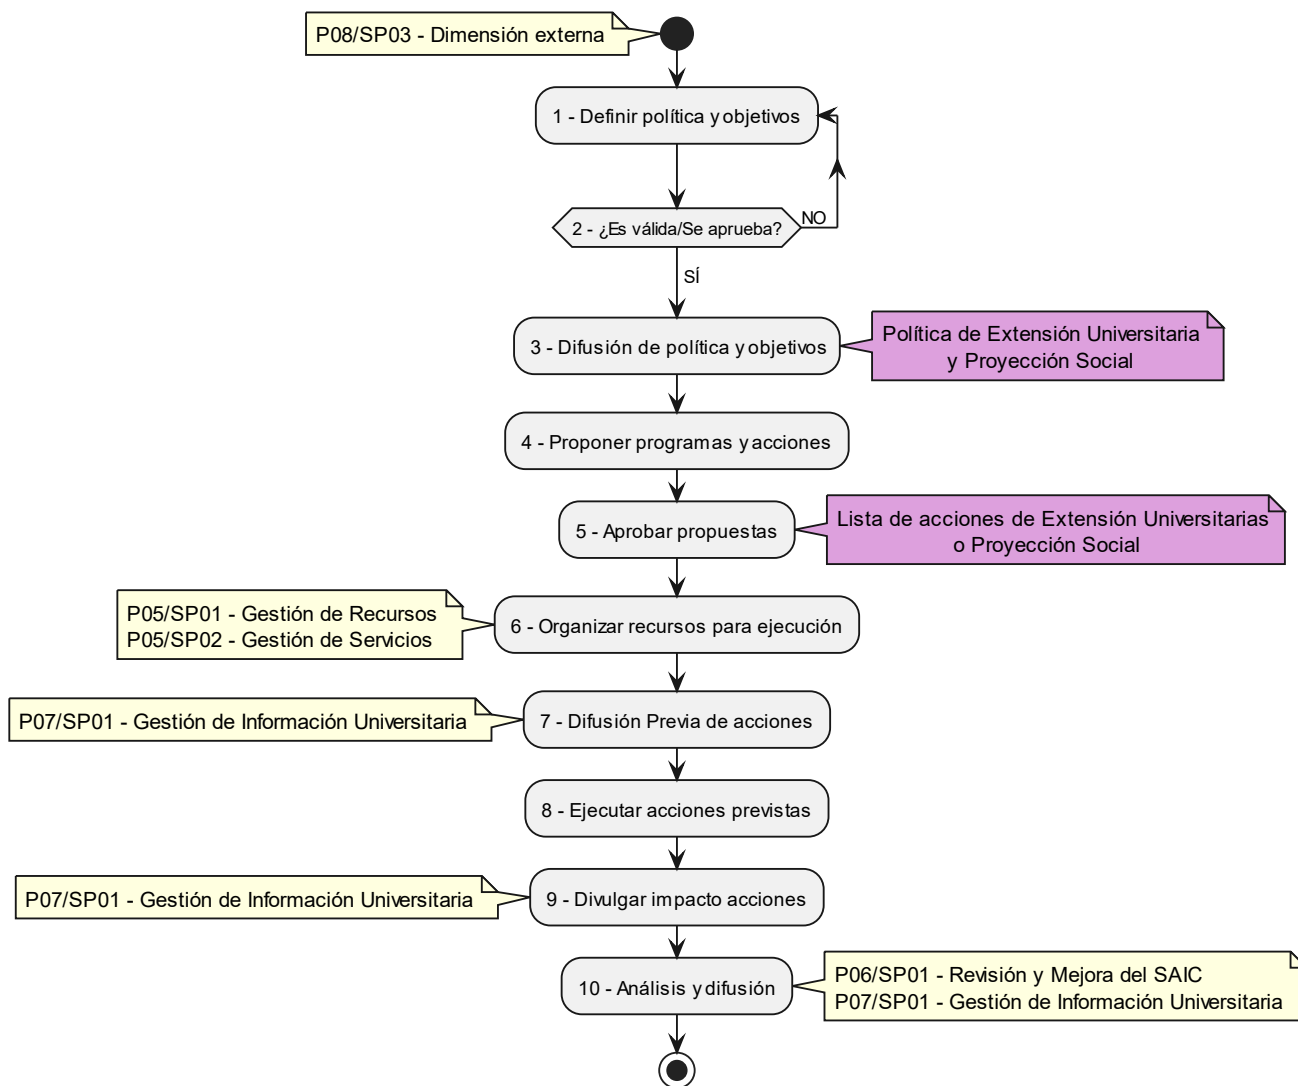 P08/SP03 - Dimensión externa
1 - Definir política y objetivos
2 - ¿Es válida/Se aprueba?
NO
SÍ
3 - Difusión de política y objetivos
Política de Extensión Universitaria
y Proyección Social
4 - Proponer programas y acciones
5 - Aprobar propuestas
Lista de acciones de Extensión Universitarias
o Proyección Social
P05/SP01 - Gestión de Recursos
P05/SP02 - Gestión de Servicios
6 - Organizar recursos para ejecución
P07/SP01 - Gestión de Información Universitaria
7 - Difusión Previa de acciones
8 - Ejecutar acciones previstas
P07/SP01 - Gestión de Información Universitaria
9 - Divulgar impacto acciones
10 - Análisis y difusión
P06/SP01 - Revisión y Mejora del SAIC
P07/SP01 - Gestión de Información Universitaria